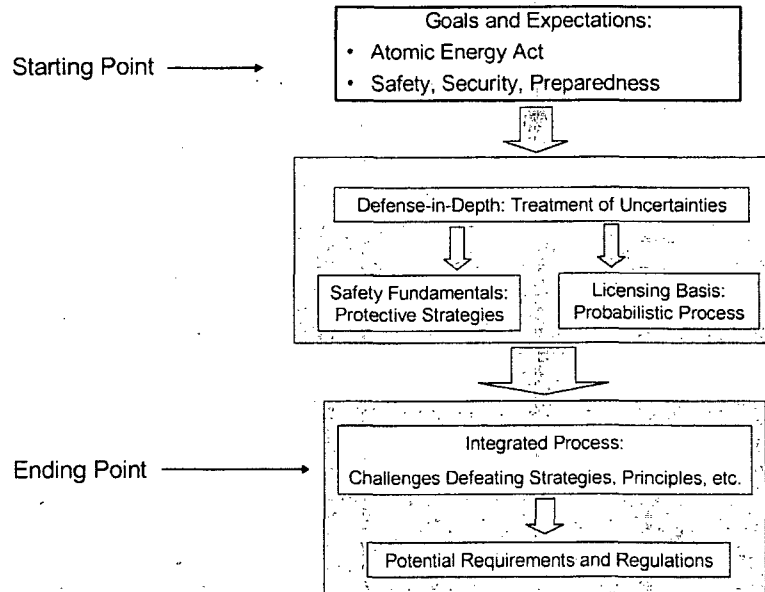 Goals and Expectations:
• Atomic Energy Act
• Safety, Security, Preparedness
Starting Point
Defense-in-Depth: Treatment of Uncertainties
Safety Fundamentals:
Protective Strategies
Licensing Basis:
Probabilistic Process
Integrated Process:
Challenges Defeating Strategies, Principles, etc.
Ending Point
Potential Requirements and Regulations